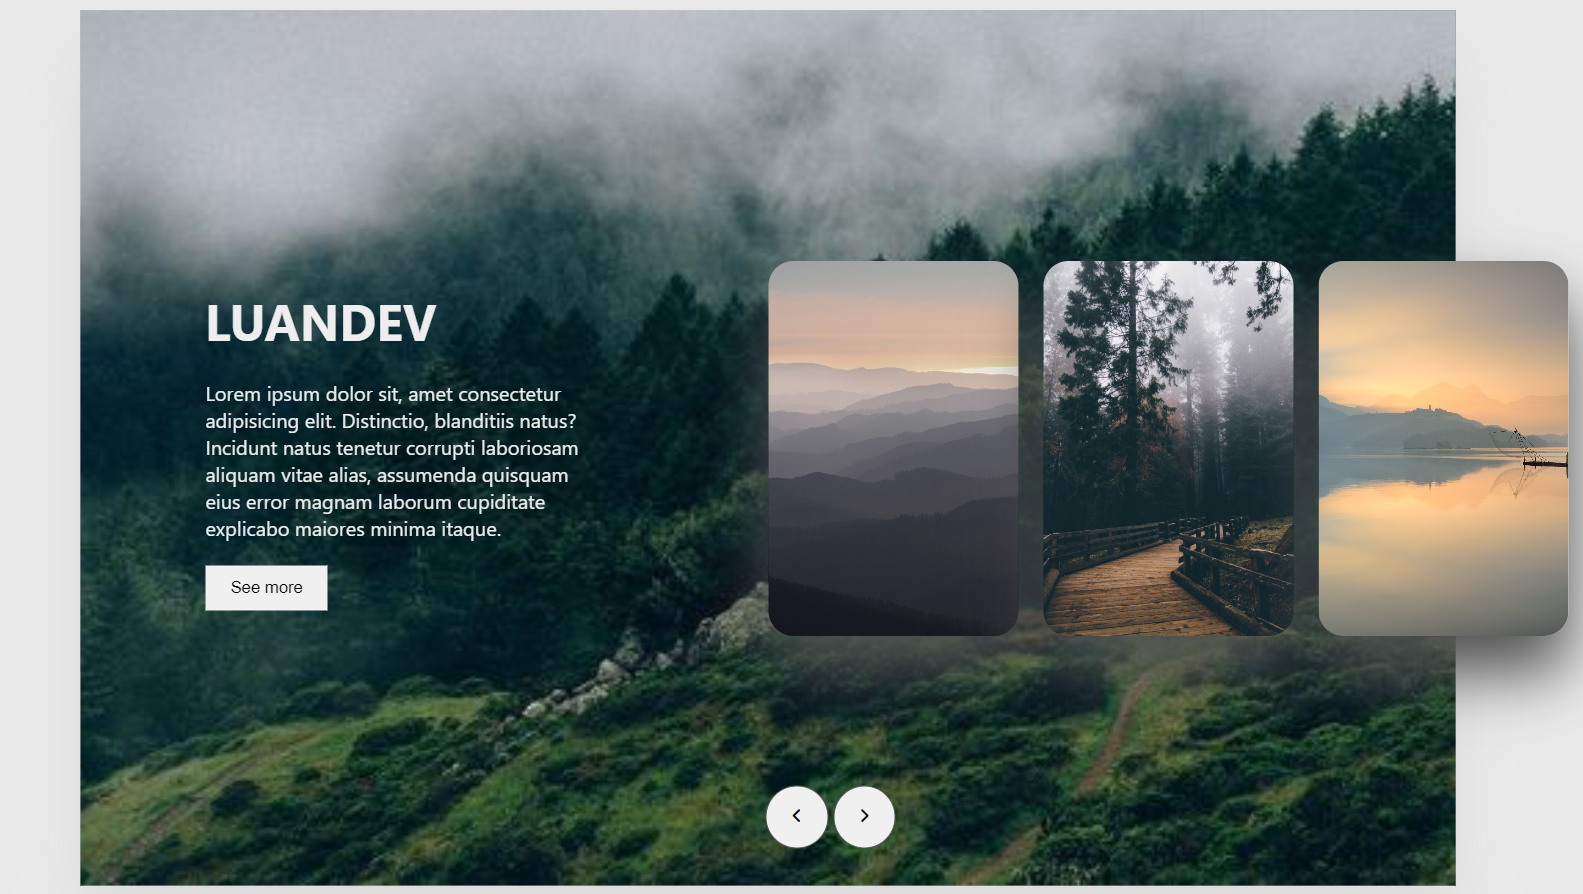 LUANDEV
Lorem ipsum dolor sit, amet consectetur
adipisicing elit. Distinctio, blanditiis natus?
Incidunt natus tenetur corrupti laboriosam
aliquam vitae alias, assumenda quisquam
eius error magnam laborum cupiditate
explicabo maiores minima itaque.
See more